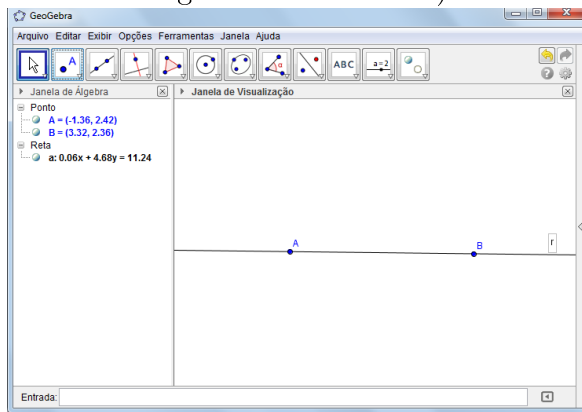 GeoGebra
Arquivo Editar Exibir Opções Ferramentas Janela Ajuda
A
α
ABC
a=2
Janela de Álgebra
Janela de Visualização
Ponto
A = (-1.36, 2.42)
B = (3.32, 2.36)
Reta
a: 0.06x + 4.68y = 11.24
A
B
r
Entrada: